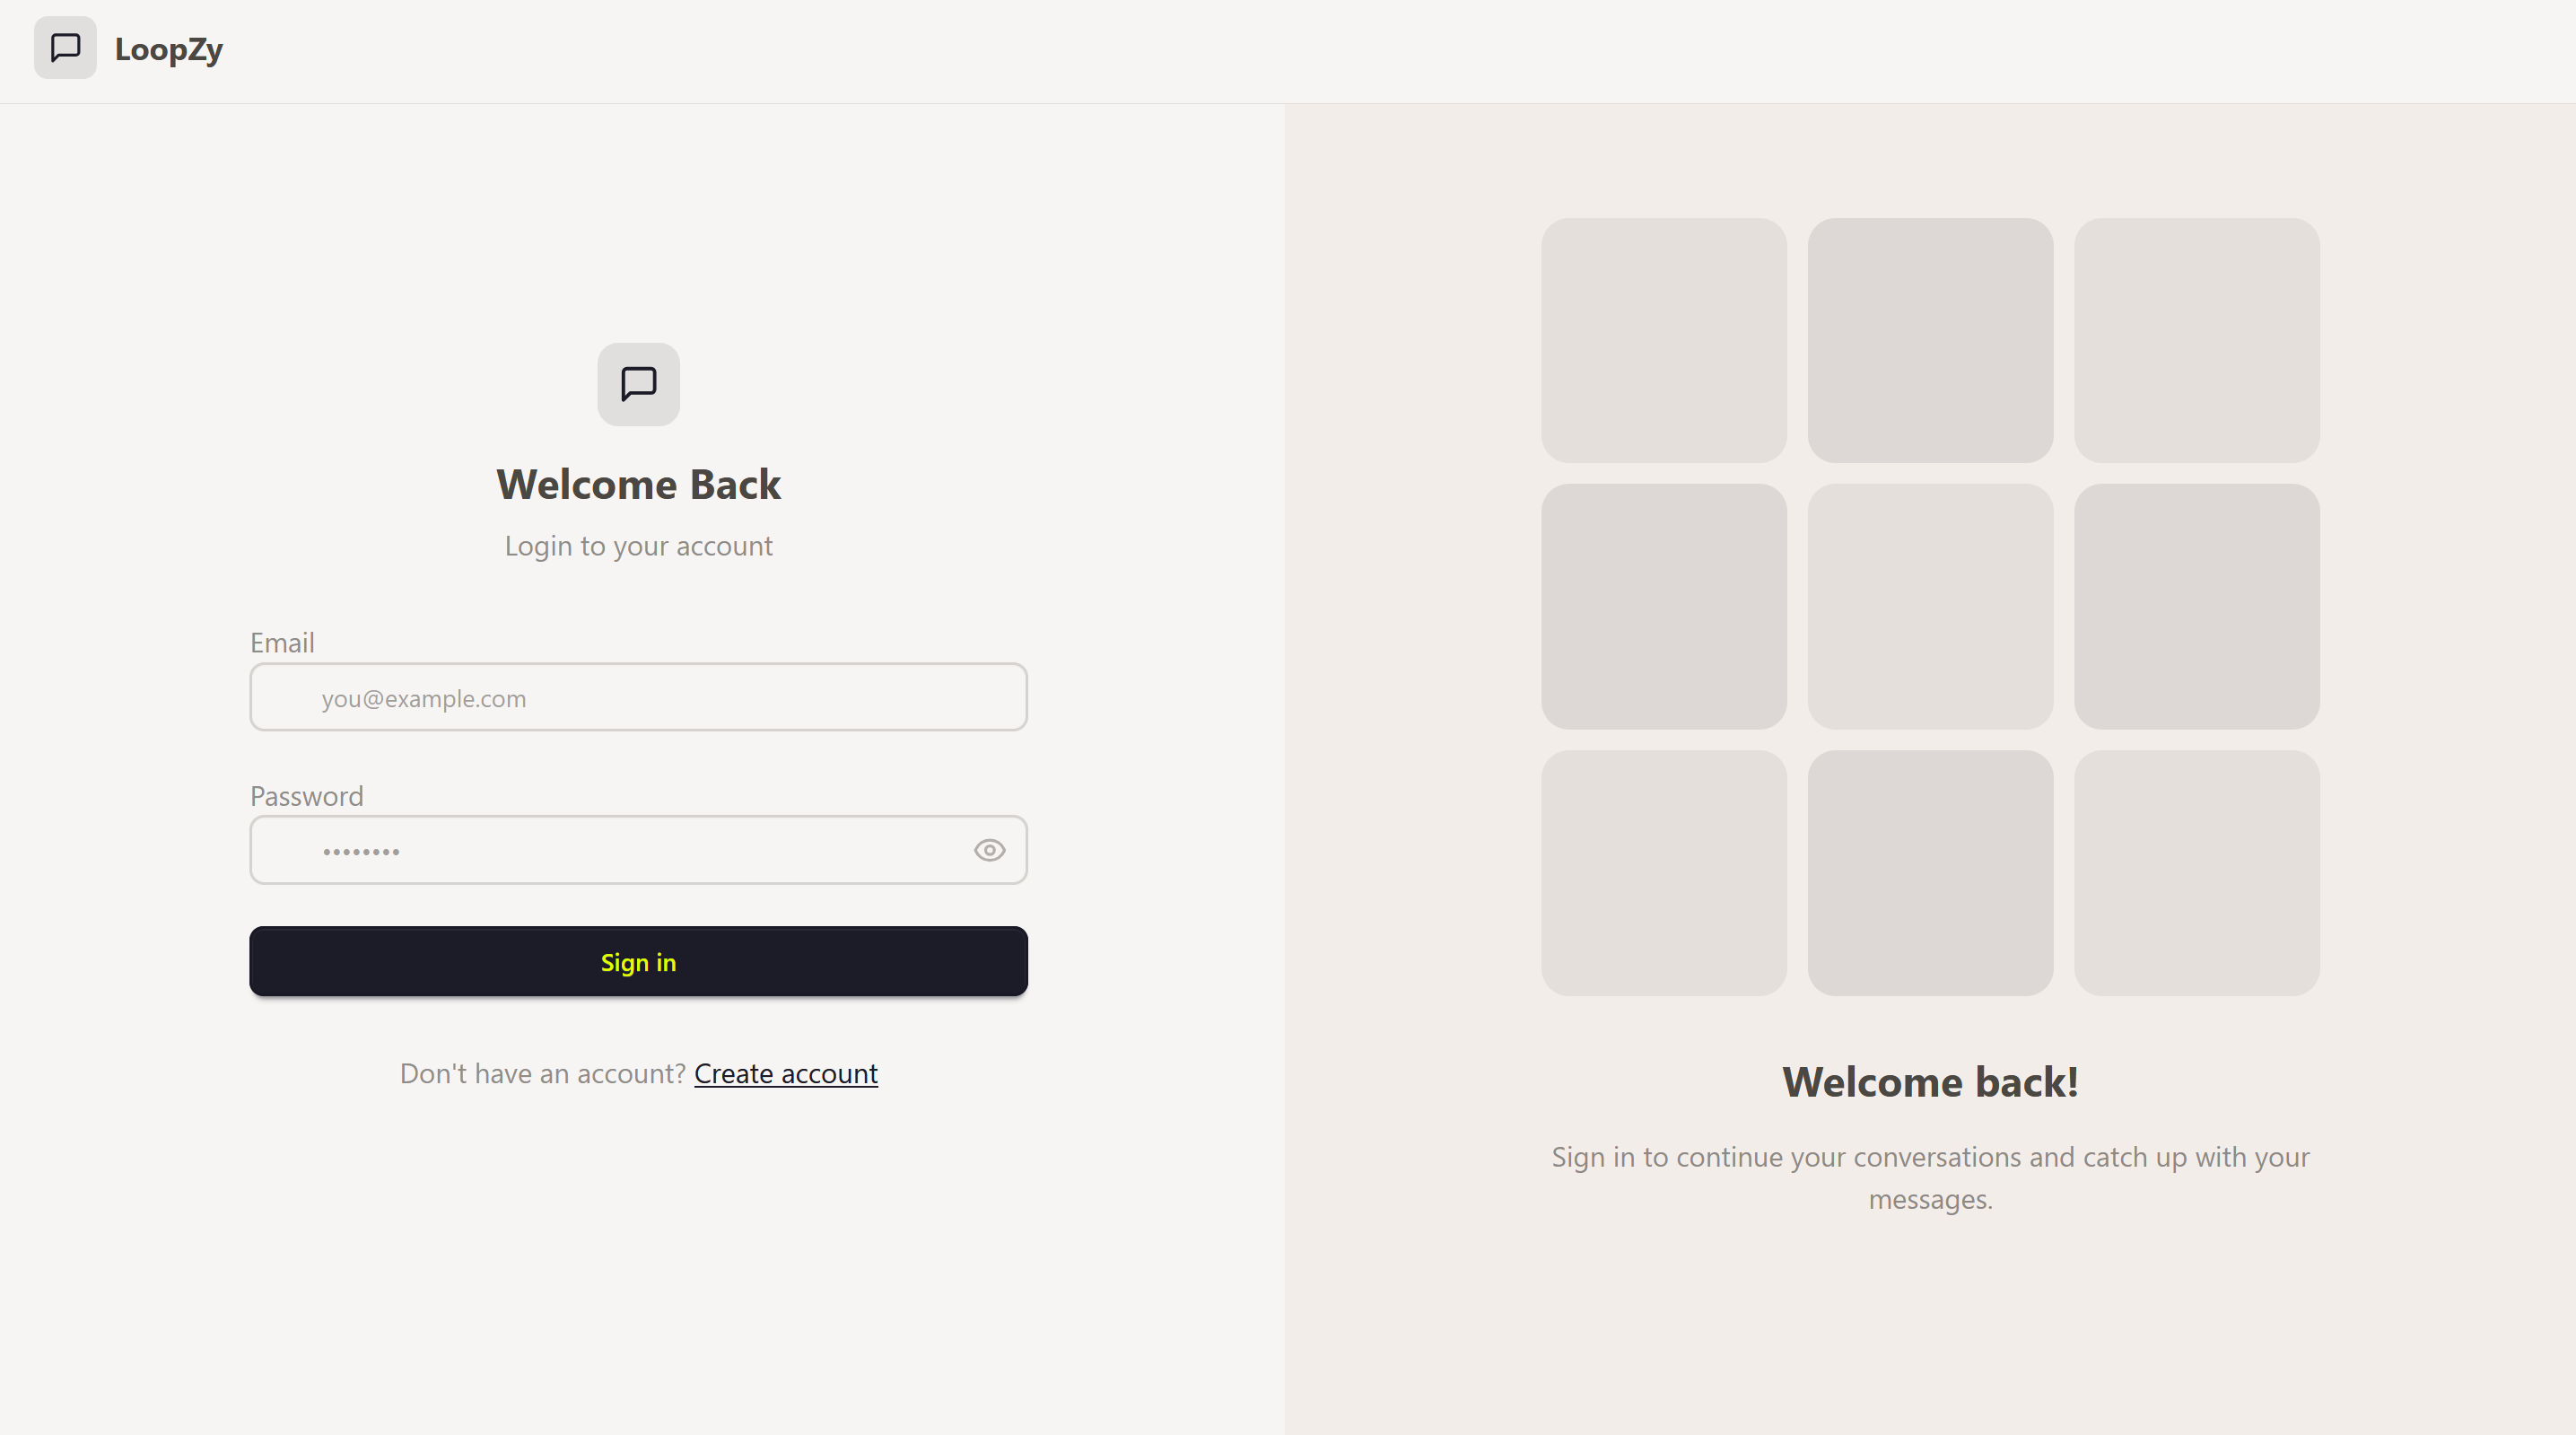 LoopZy
Welcome Back
Login to your account
Email
you@example.com
Password
••••••••
Sign in
Don't have an account? Create account
Welcome back!
Sign in to continue your conversations and catch up with your
messages.